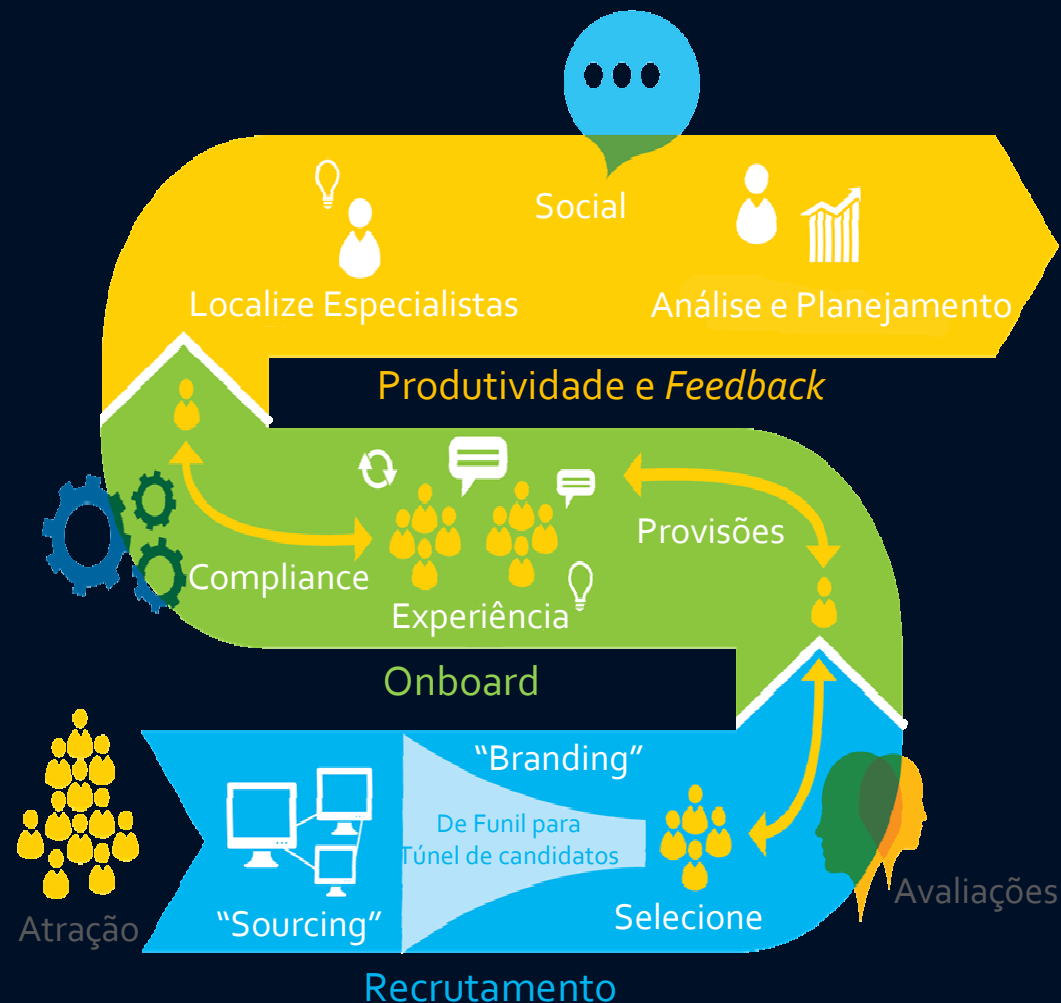 Social
Localize Especialistas
Análise e Planejamento
Produtividade e Feedback
Provisões
Compliance
Experiência
Onboard
“Branding”
De Funil para
Túnel de candidatos
Avaliações
Selecione
“Sourcing”
Atração
Recrutamento